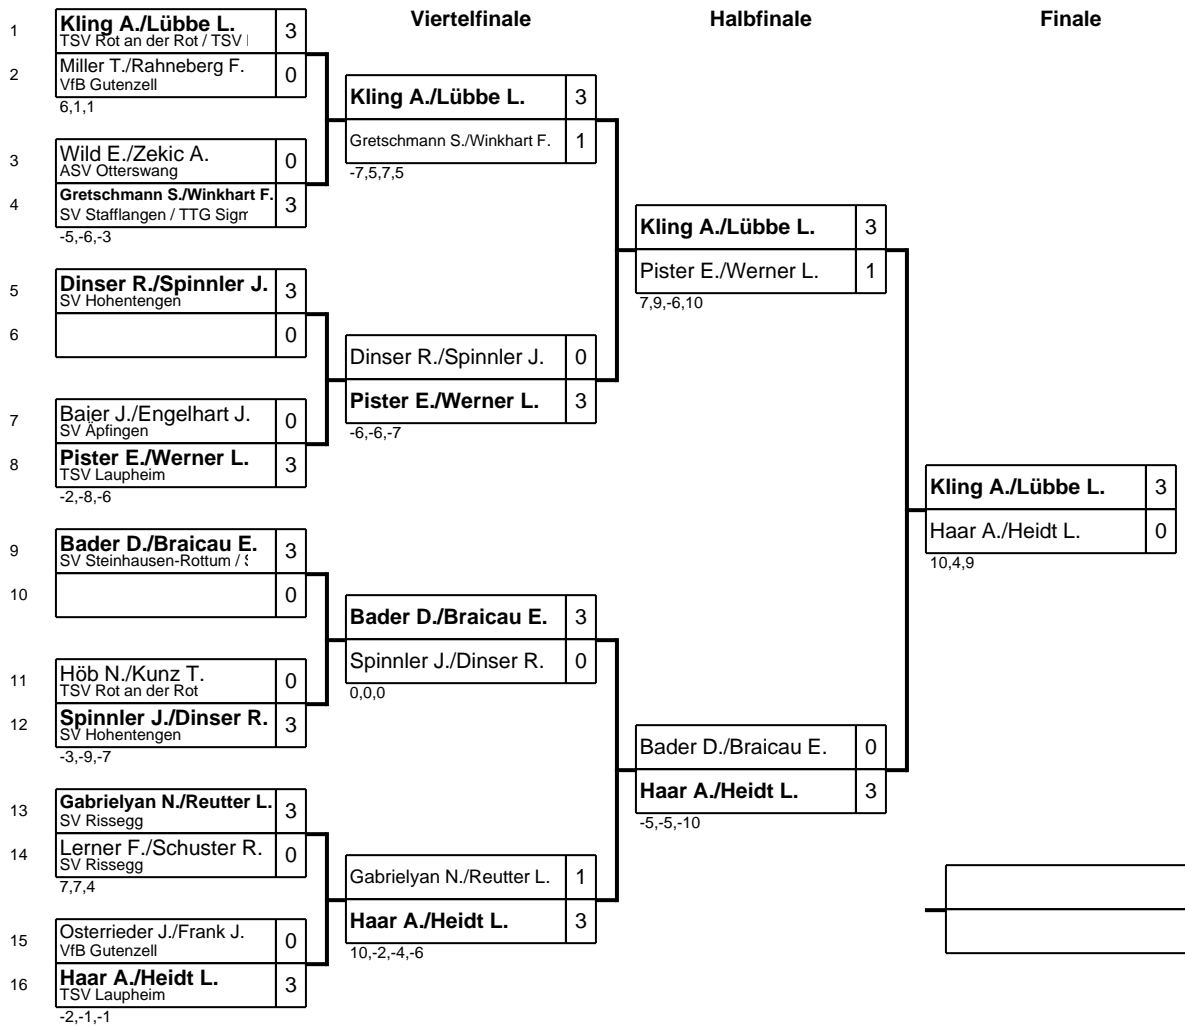 Viertelfinale
Halbfinale
Finale
1
Kling A./Lübbe L.
3
TSV Rot an der Rot / TSV
2
Miller T./Rahneberg F.
0
VfB Gutenzell
6,1,1
3
Wild E./Zekic A.
0
ASV Otterswang
4
Gretschmann S./Winkhart F.
3
SV Stafflangen / TTG Sigm
-5,-6,-3
5
Dinser R./Spinnler J.
3
SV Hohentengen
6
0
7
Baier J./Engelhart J.
0
SV Äpfingen
8
Pister E./Werner L.
3
TSV Laupheim
-2,-8,-6
9
Bader D./Braicau E.
3
SV Steinhausen-Rottum /
10
0
11
Höb N./Kunz T.
0
TSV Rot an der Rot
12
Spinnler J./Dinser R.
3
SV Hohentengen
-3,-9,-7
13
Gabrielyan N./Reutter L.
3
SV Rissegg
14
Lerner F./Schuster R.
0
SV Rissegg
7,7,4
15
Osterrieder J./Frank J.
0
VfB Gutenzell
16
Haar A./Heidt L.
3
TSV Laupheim
-2,-1,-1
Kling A./Lübbe L.
3
Gretschmann S./Winkhart F.
1
-7,5,7,5
Dinser R./Spinnler J.
0
Pister E./Werner L.
3
-6,-6,-7
Bader D./Braicau E.
3
Spinnler J./Dinser R.
0
0,0,0
Gabrielyan N./Reutter L.
1
Haar A./Heidt L.
3
10,-2,-4,-6
Kling A./Lübbe L.
3
Pister E./Werner L.
1
7,9,-6,10
Bader D./Braicau E.
0
Haar A./Heidt L.
3
-5,-5,-10
Kling A./Lübbe L.
3
Haar A./Heidt L.
0
10,4,9